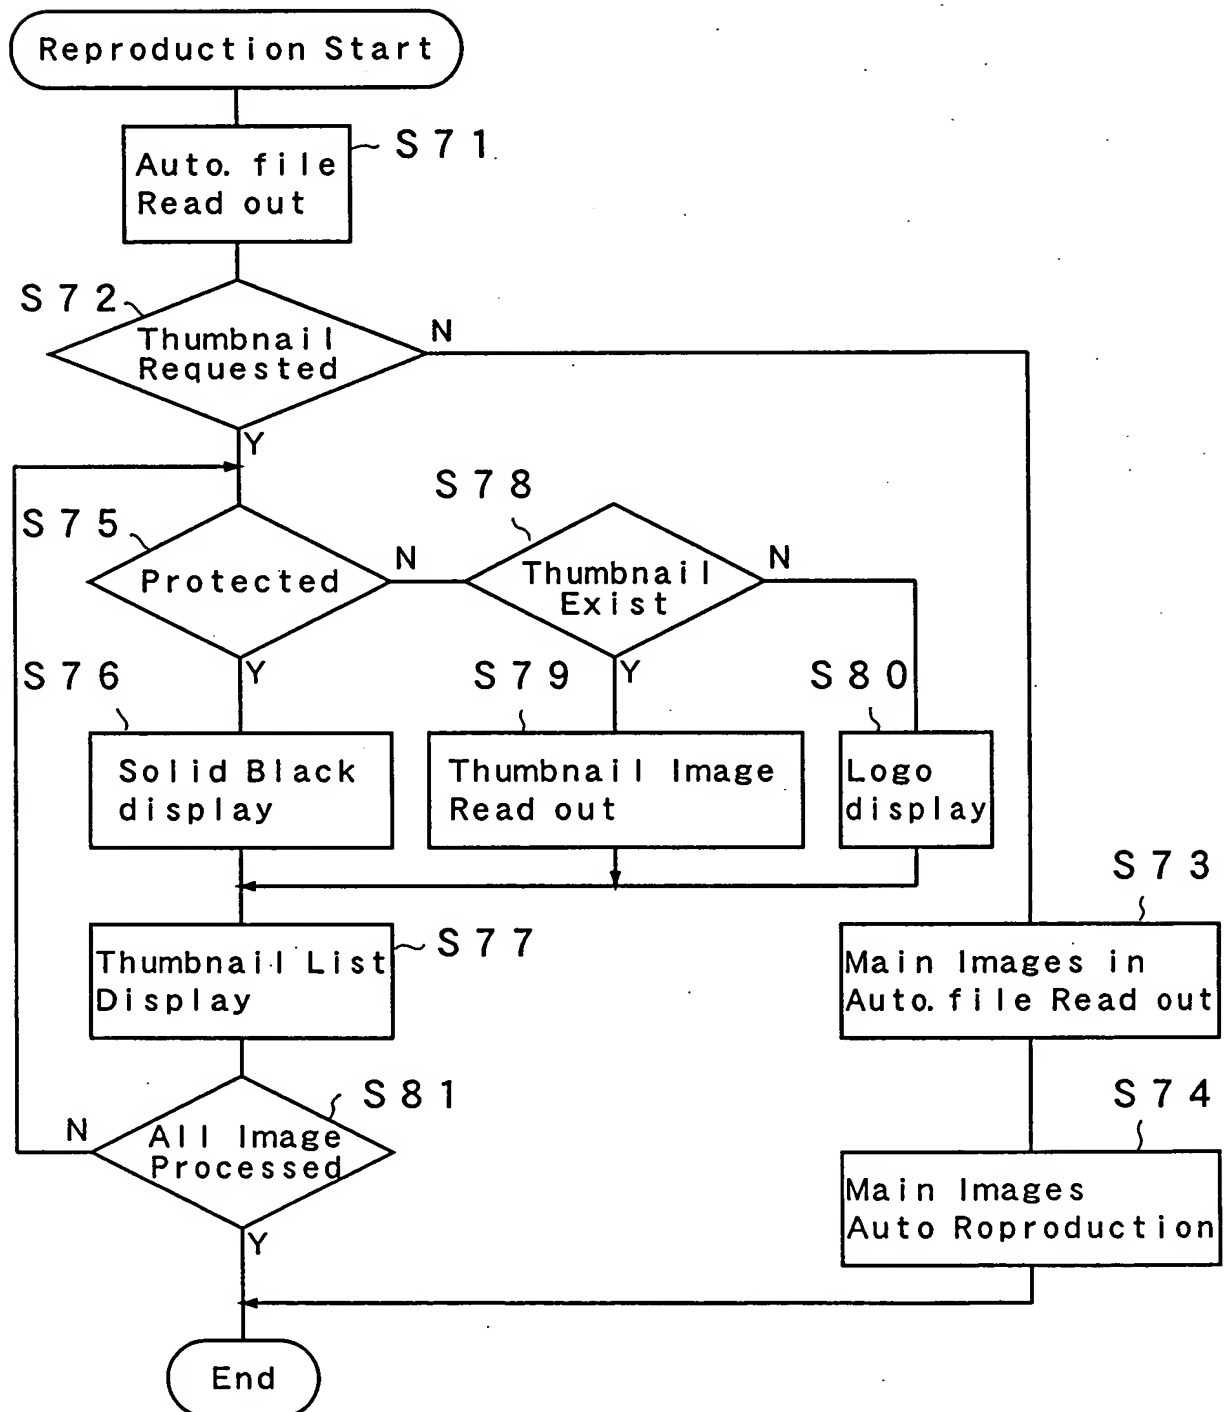 Reproduction Start
S71
Auto. file
Read out
S72
Thumbnail
Requested
N
Y
S75
Protected
N
Y
S78
Thumbnail
Exist
N
Y
S76
Solid Black
display
S79
Thumbnail Image
Read out
S80
Logo
display
S77
Thumbnail List
Display
S73
Main Images in
Auto. file Read out
S81
All Image
Processed
N
Y
S74
Main Images
Auto Roproduction
End